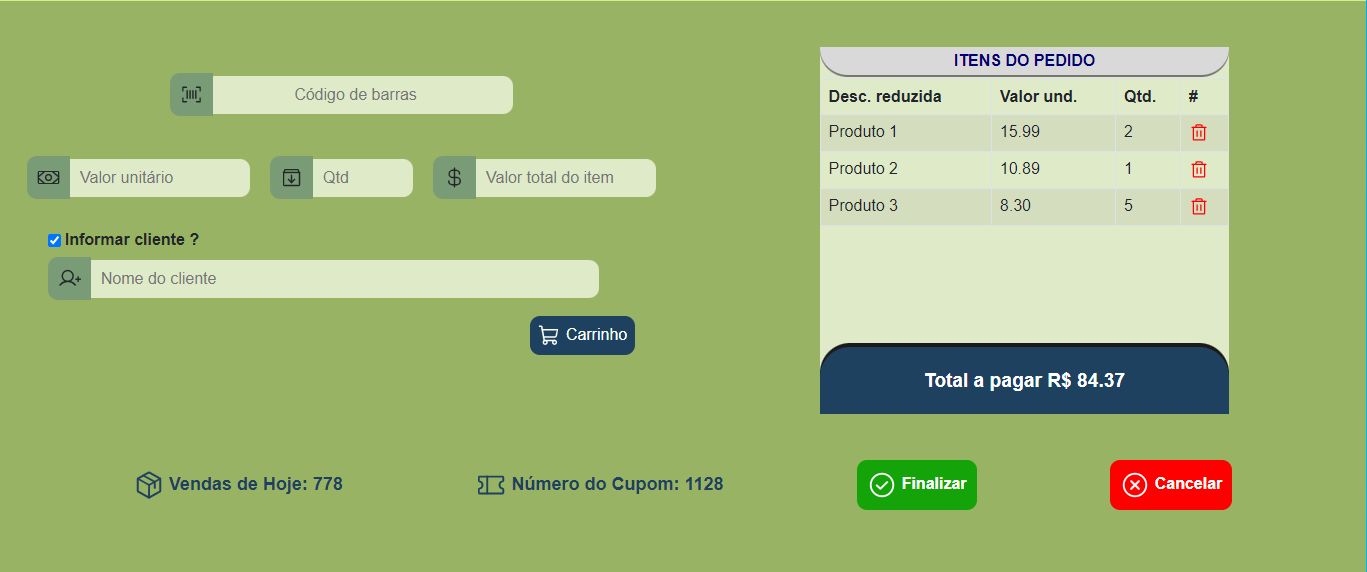 Código de barras
Valor unitário Qtd Valor total do item
Informar cliente ?
Nome do cliente
Carrinho
Vendas de Hoje: 778 Número do Cupom: 1128
ITENS DO PEDIDO
Desc. reduzida Valor und. Qtd. #
Produto 1 15.99 2
Produto 2 10.89 1
Produto 3 8.30 5
Total a pagar R$ 84.37
Finalizar Cancelar